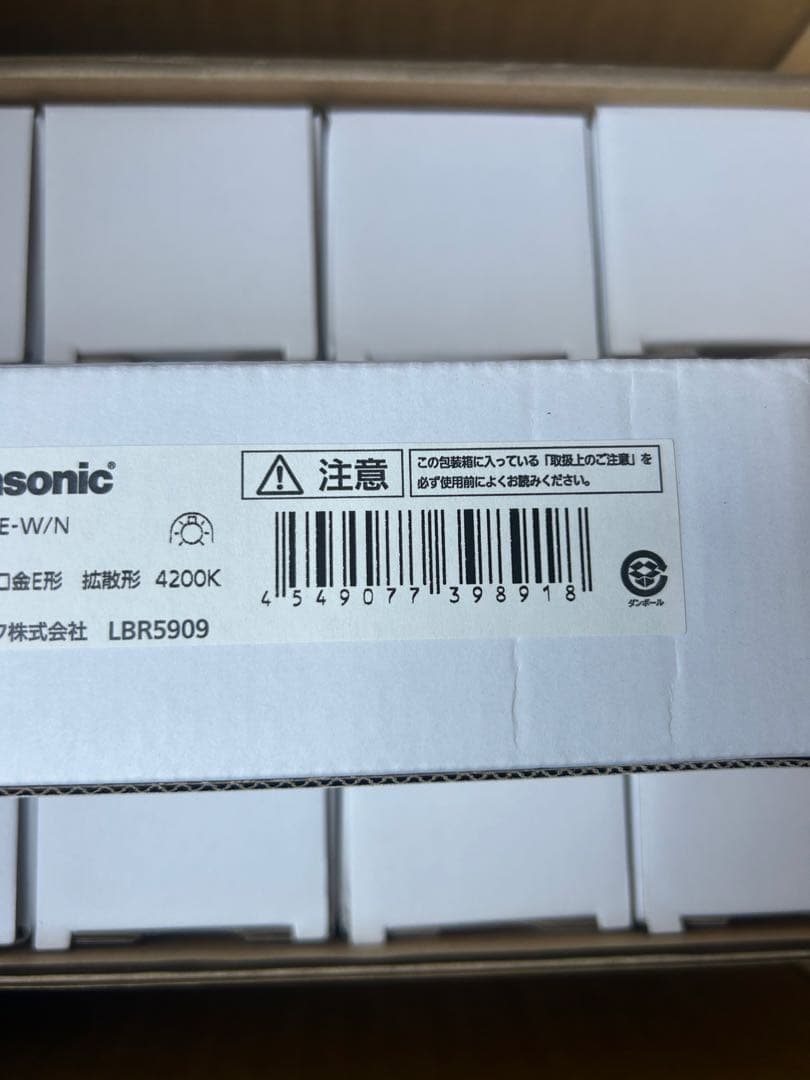 asonic®
E-W/N
口金E形 拡散形 4200K
ク株式会社 LBR5909
注意
この包装箱に入っている「取扱上のご注意」を
必ず使用前によくお読みください。
4 549077 398918
ダンボール